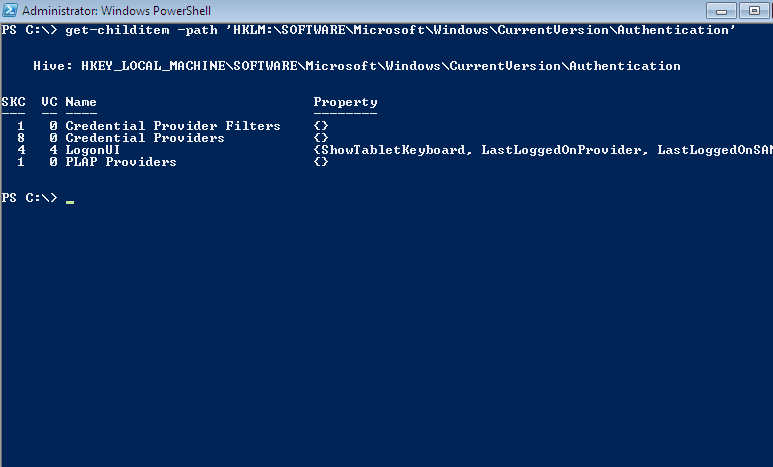 Administrator: Windows PowerShell
PS C:\> get-childitem -path 'HKLM:\SOFTWARE\Microsoft\Windows\CurrentVersion\Authentication'
Hive: HKEY_LOCAL_MACHINE\SOFTWARE\Microsoft\Windows\CurrentVersion\Authentication
SKC  VC Name                           Property
---  -- ----                           --------
  1   0 Credential Provider Filters    {}
  8   0 Credential Providers           {}
  4   4 LogonUI                        {ShowTabletKeyboard, LastLoggedOnProvider, LastLoggedOnSAM
  1   0 PLAP Providers                 {}
PS C:\> _